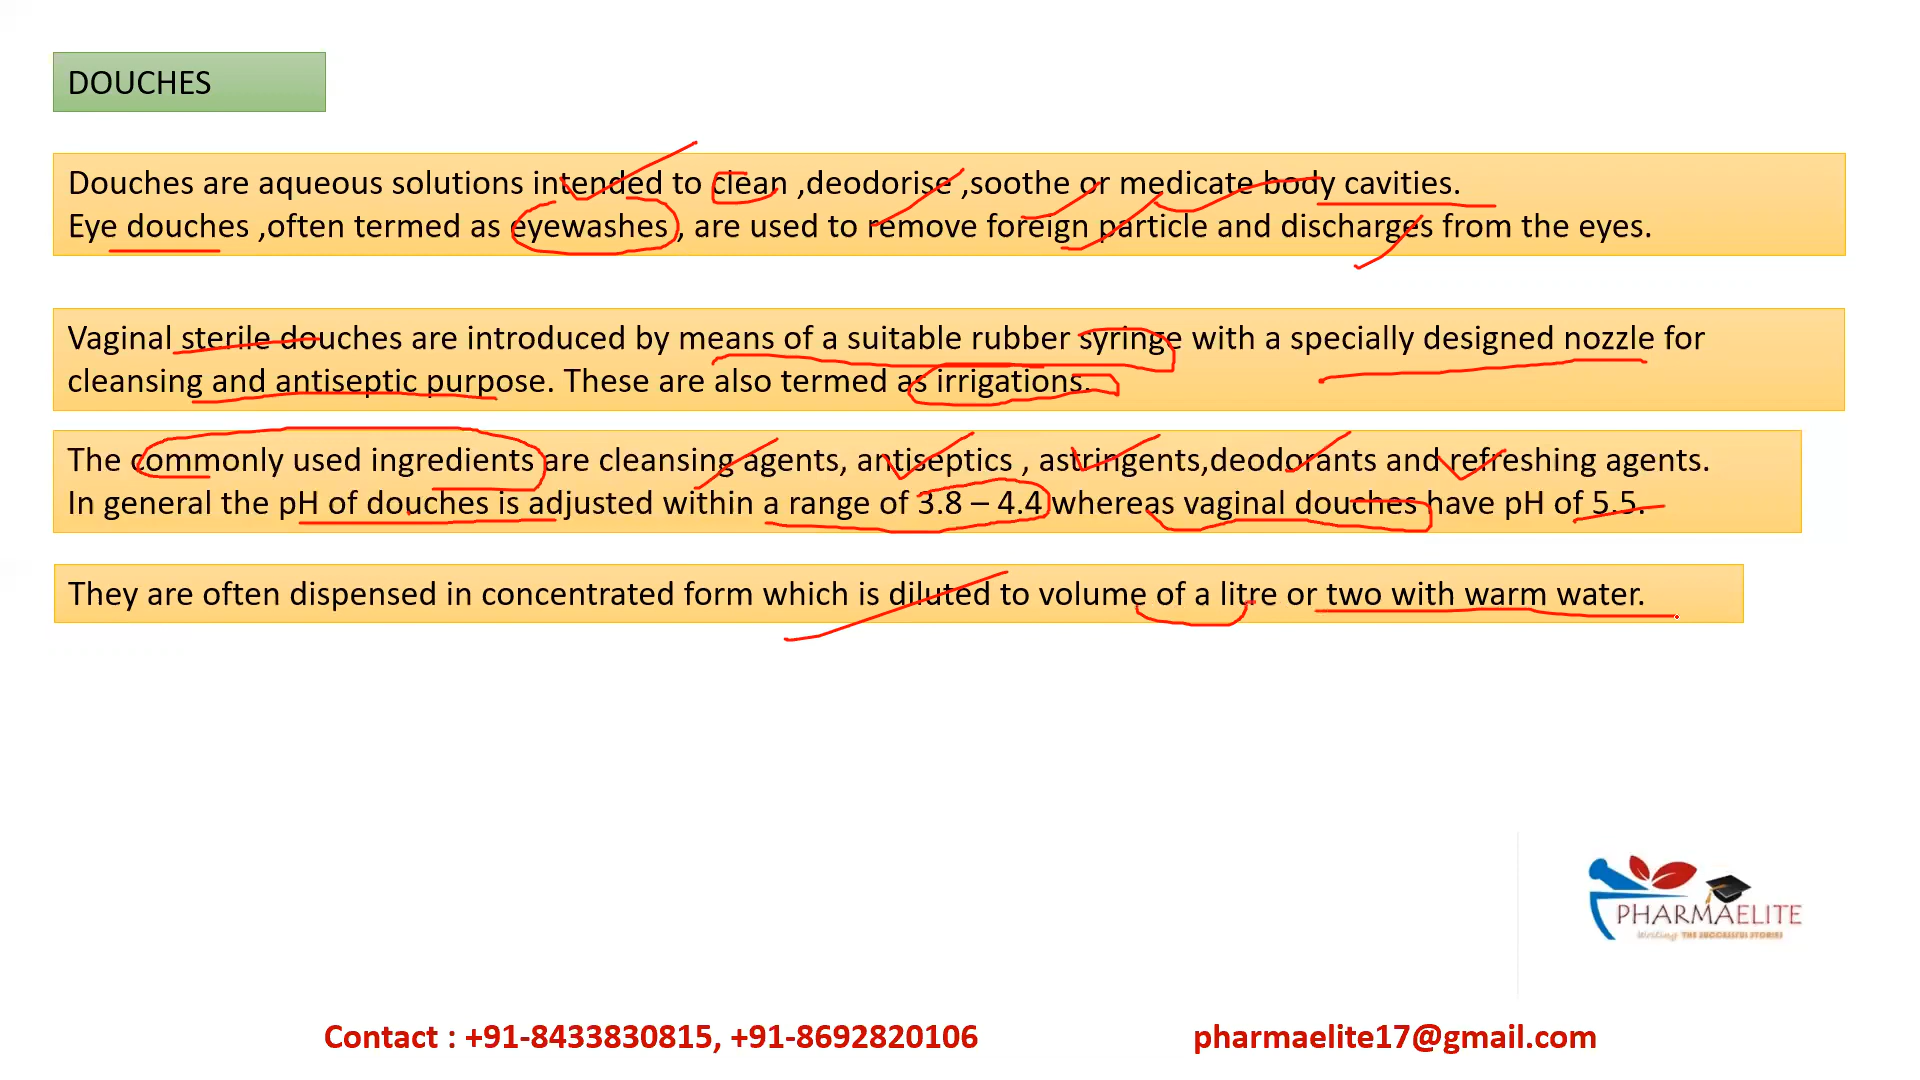 DOUCHES
Douches are aqueous solutions intended to clean ,deodorise ,soothe or medicate body cavities.
Eye douches ,often termed as eyewashes , are used to remove foreign particle and discharges from the eyes.
Vaginal sterile douches are introduced by means of a suitable rubber syringe with a specially designed nozzle for
cleansing and antiseptic purpose. These are also termed as irrigations.
The commonly used ingredients are cleansing agents, antiseptics , astringents,deodorants and refreshing agents.
In general the pH of douches is adjusted within a range of 3.8 – 4.4 whereas vaginal douches have pH of 5.5.
They are often dispensed in concentrated form which is diluted to volume of a litre or two with warm water.
PHARMAELITE
Writing THE SUCCESSFUL STORIES
Contact : +91-8433830815, +91-8692820106
pharmaelite17@gmail.com